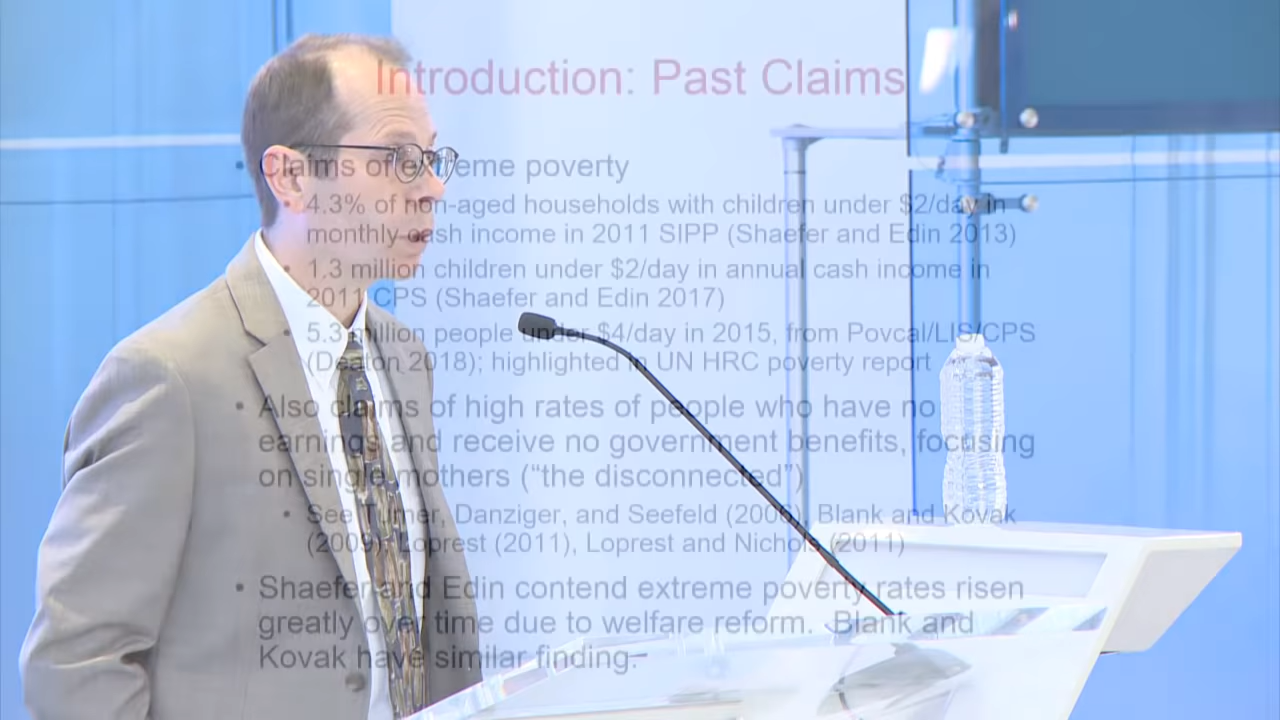 Introduction: Past Claims
• Claims of extreme poverty
• 4.3% of non-aged households with children under $2/day in
monthly cash income in 2011 SIPP (Shaefer and Edin 2013)
• 1.3 million children under $2/day in annual cash income in
2011 CPS (Shaefer and Edin 2017)
• 5.3 million people under $4/day in 2015, from Povcal/LIS/CPS
(Deaton 2018); highlighted in UN HRC poverty report
• Also claims of high rates of people who have no
earnings and receive no government benefits, focusing
on single mothers (“the disconnected”)
• See Turner, Danziger, and Seefeld (2006), Blank and Kovak
(2009), Loprest (2011), Loprest and Nichols (2011)
• Shaefer and Edin contend extreme poverty rates risen
greatly over time due to welfare reform. Blank and
Kovak have similar finding.